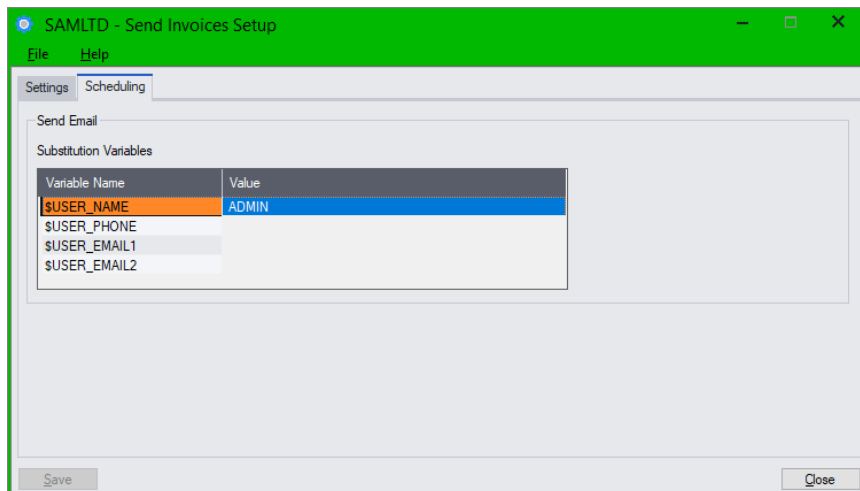 SAMLTD - Send Invoices Setup
File Help
Settings Scheduling
Send Email
Substitution Variables
Variable Name Value
$USER_NAME ADMIN
$USER_PHONE
$USER_EMAIL1
$USER_EMAIL2
Save Close